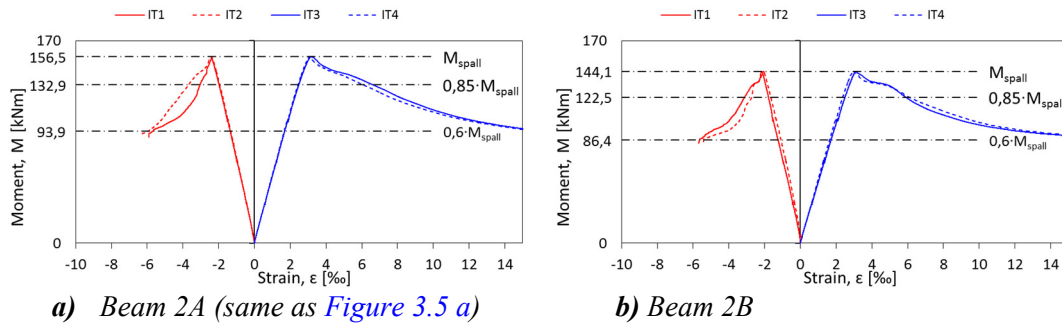 IT1 IT2 IT3 IT4
170
156,5
132,9
93,9
0
Moment, M [kNm]
M_spall
0,85·M_spall
0,6·M_spall
-10 -8 -6 -4 -2 0 2 4 6 8 10 12 14
Strain, ε [‰]
a) Beam 2A (same as Figure 3.5 a)
IT1 IT2 IT3 IT4
170
144,1
122,5
86,4
0
Moment, M [kNm]
M_spall
0,85·M_spall
0,6·M_spall
-10 -8 -6 -4 -2 0 2 4 6 8 10 12 14
Strain, ε [‰]
b) Beam 2B